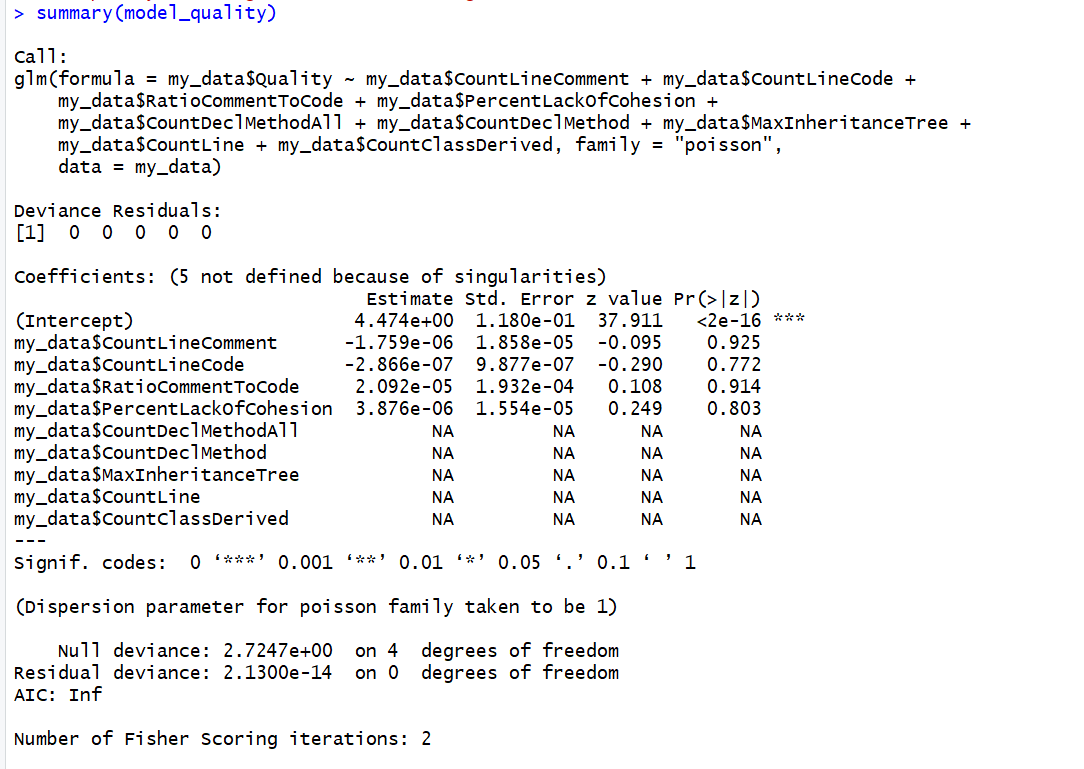 > summary(model_quality)
Call:
glm(formula = my_data$Quality ~ my_data$CountLineComment + my_data$CountLineCode +
    my_data$RatioCommentToCode + my_data$PercentLackOfCohesion +
    my_data$CountDeclMethodAll + my_data$CountDeclMethod + my_data$MaxInheritanceTree +
    my_data$CountLine + my_data$CountClassDerived, family = "poisson",
    data = my_data)
Deviance Residuals:
[1]  0  0  0  0  0
Coefficients: (5 not defined because of singularities)
                                Estimate Std. Error z value Pr(>|z|)
(Intercept)                    4.474e+00  1.180e-01  37.911   <2e-16 ***
my_data$CountLineComment      -1.759e-06  1.858e-05  -0.095    0.925
my_data$CountLineCode         -2.866e-07  9.877e-07  -0.290    0.772
my_data$RatioCommentToCode     2.092e-05  1.932e-04   0.108    0.914
my_data$PercentLackOfCohesion  3.876e-06  1.554e-05   0.249    0.803
my_data$CountDeclMethodAll            NA         NA      NA       NA
my_data$CountDeclMethod               NA         NA      NA       NA
my_data$MaxInheritanceTree            NA         NA      NA       NA
my_data$CountLine                     NA         NA      NA       NA
my_data$CountClassDerived             NA         NA      NA       NA
---
Signif. codes:  0 ‘***’ 0.001 ‘**’ 0.01 ‘*’ 0.05 ‘.’ 0.1 ‘ ’ 1
(Dispersion parameter for poisson family taken to be 1)
    Null deviance: 2.7247e+00  on 4  degrees of freedom
Residual deviance: 2.1300e-14  on 0  degrees of freedom
AIC: Inf
Number of Fisher Scoring iterations: 2